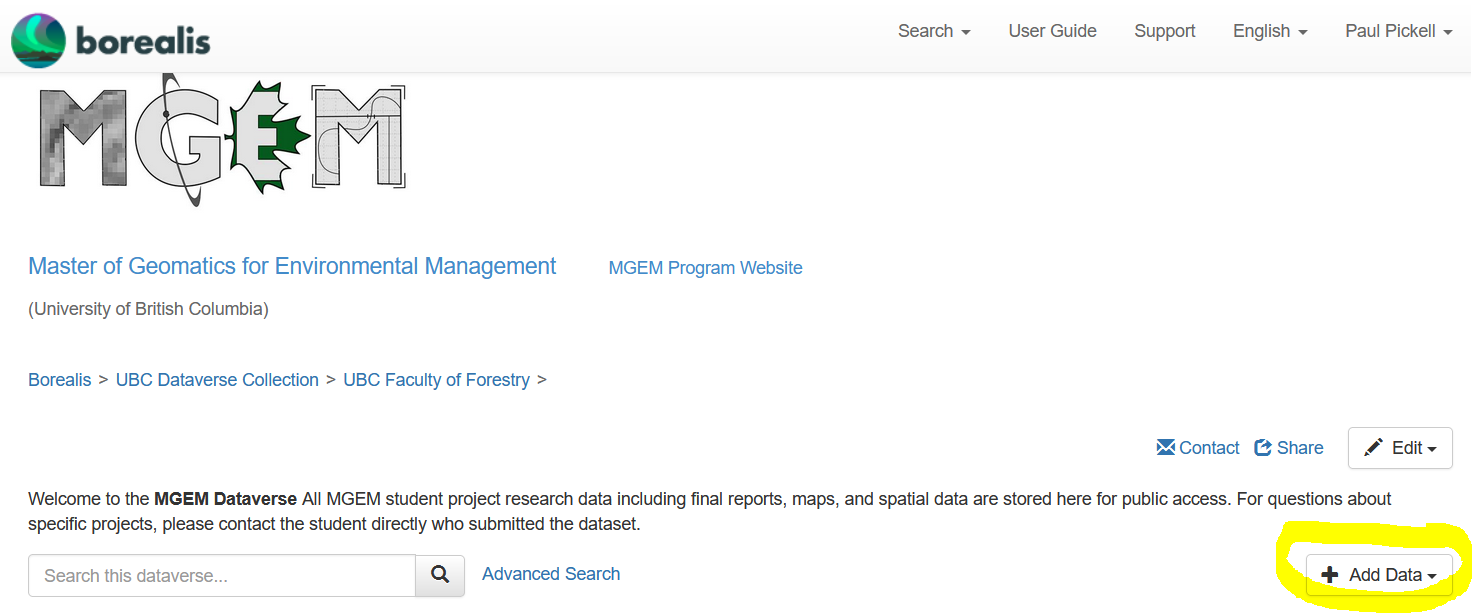 borealis
Search User Guide Support English Paul Pickell
MGEM
Master of Geomatics for Environmental Management MGEM Program Website
(University of British Columbia)
Borealis > UBC Dataverse Collection > UBC Faculty of Forestry >
Contact Share Edit
Welcome to the MGEM Dataverse All MGEM student project research data including final reports, maps, and spatial data are stored here for public access. For questions about
specific projects, please contact the student directly who submitted the dataset.
Search this dataverse... Advanced Search Add Data